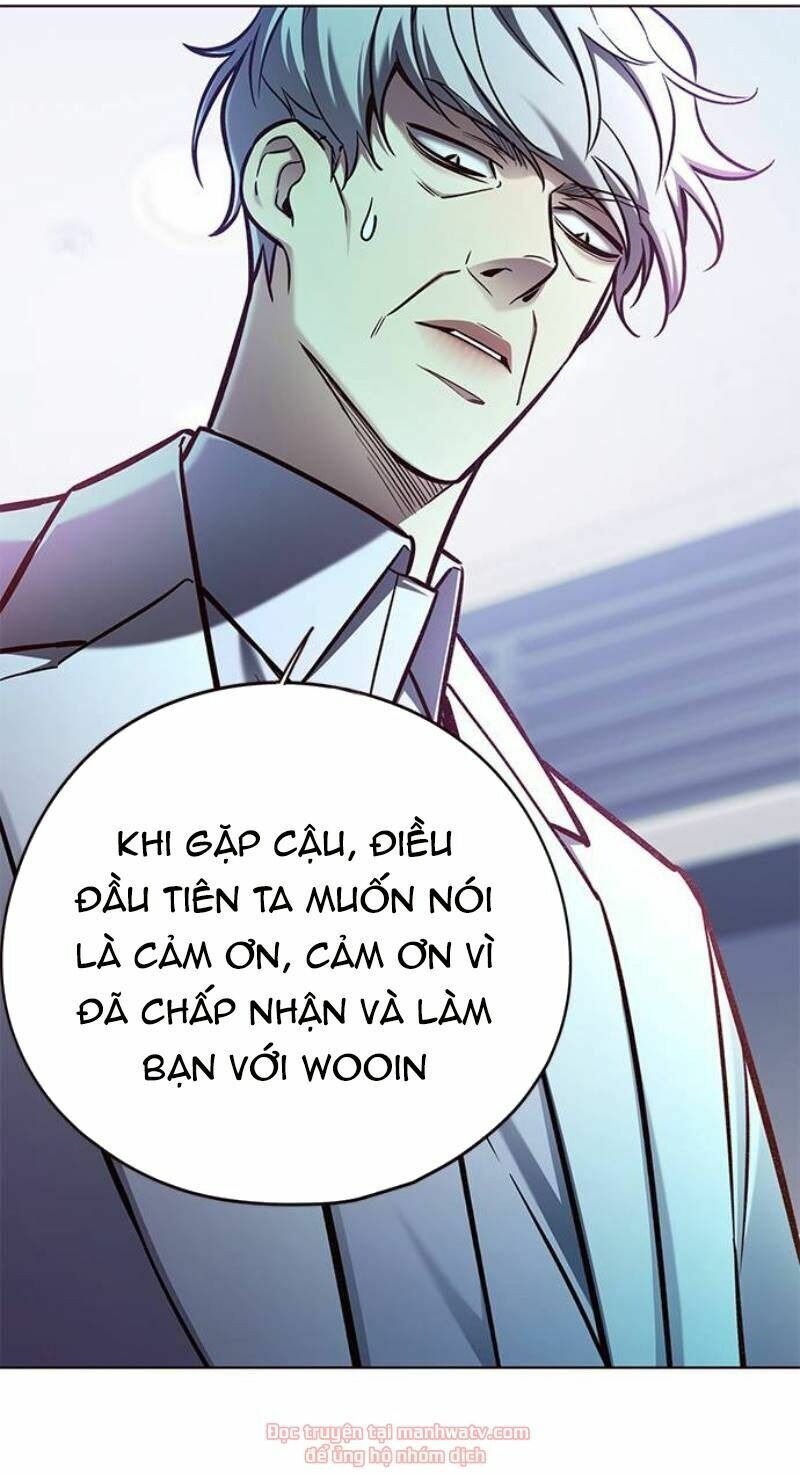 KHI GẶP CẬU, ĐIỀU
ĐẦU TIÊN TA MUỐN NÓI
LÀ CẢM ƠN, CẢM ƠN VÌ
ĐÃ CHẤP NHẬN VÀ LÀM
BẠN VỚI WOOIN
Đọc truyện tại manhwatv.com
để ủng hộ nhóm dịch